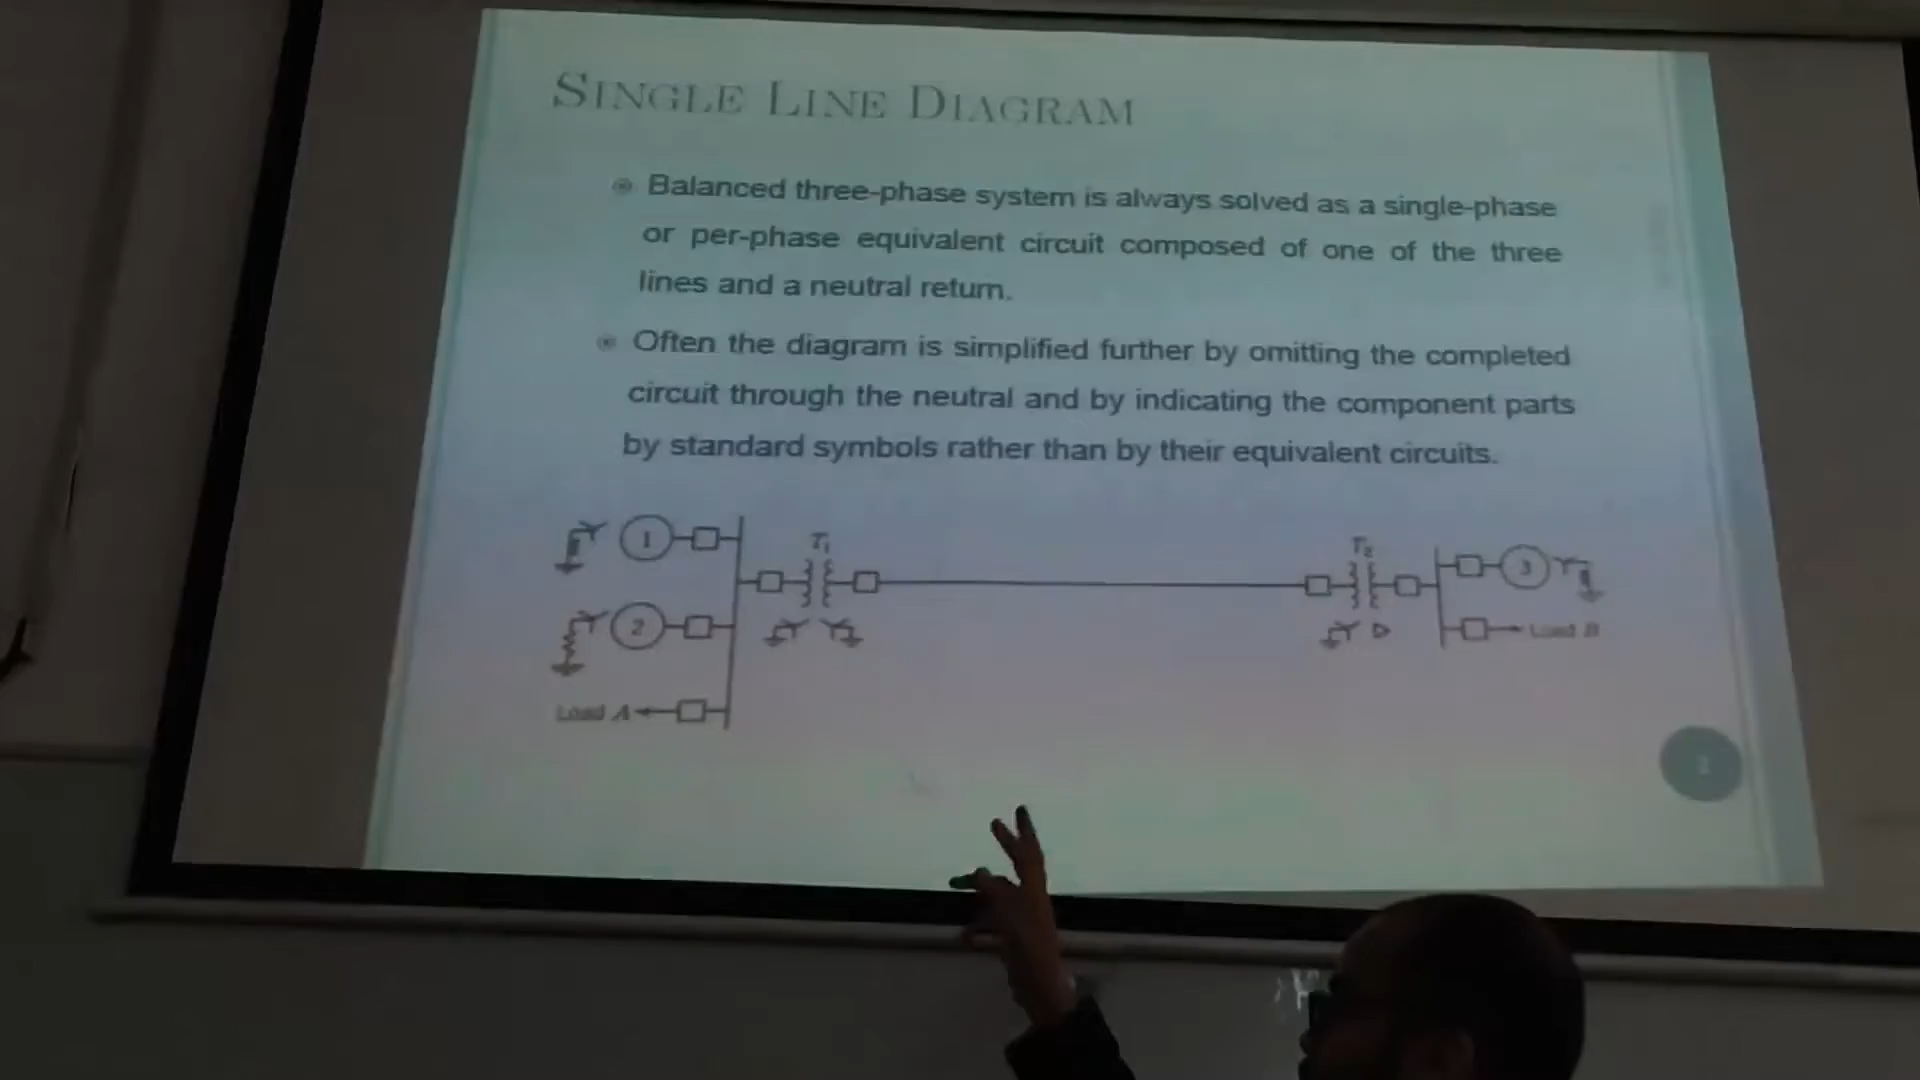 SINGLE LINE DIAGRAM
Balanced three-phase system is always solved as a single-phase
or per-phase equivalent circuit composed of one of the three
lines and a neutral return.
Often the diagram is simplified further by omitting the completed
circuit through the neutral and by indicating the component parts
by standard symbols rather than by their equivalent circuits.
1
T1
T2
3
2
Load B
Load A